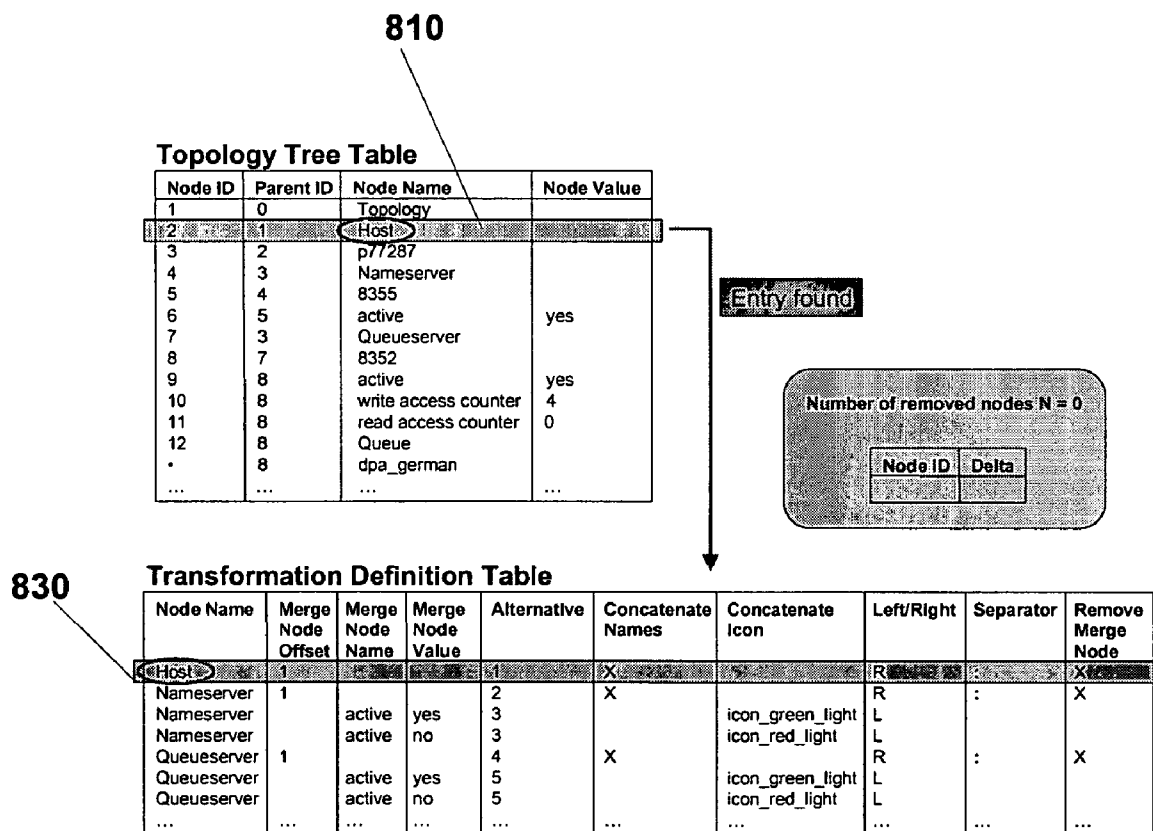 810
Topology Tree Table
Node ID Parent ID Node Name Node Value
1 0 Topology
2 1 Host
3 2 p77287
4 3 Nameserver
5 4 8355
6 5 active yes
7 3 Queueserver
8 7 8352
9 8 active yes
10 8 write access counter 4
11 8 read access counter 0
12 8 Queue
• 8 dpa_german
... ... ... ...
Entry found
Number of removed nodes N = 0
Node ID Delta
830
Transformation Definition Table
Node Name Merge Node Offset Merge Node Name Merge Node Value Alternative Concatenate Names Concatenate Icon Left/Right Separator Remove Merge Node
Host 1 1 X R : X
Nameserver 1 2 X R : X
Nameserver active yes 3 icon_green_light L
Nameserver active no 3 icon_red_light L
Queueserver 1 4 X R : X
Queueserver active yes 5 icon_green_light L
Queueserver active no 5 icon_red_light L
... ... ... ... ... ... ... ... ... ...